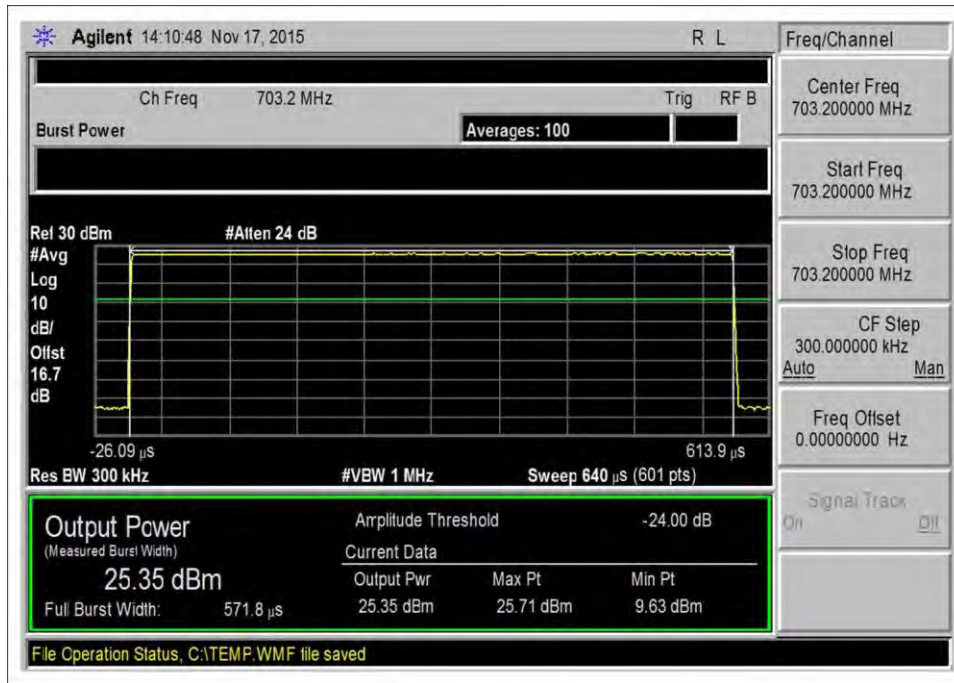 Agilent 14:10:48 Nov 17, 2015 R L
Freq/Channel
Ch Freq 703.2 MHz Trig RF B
Burst Power Averages: 100
Ref 30 dBm #Atten 24 dB
#Avg
Log
10
dB/
Offst
16.7
dB
-26.09 µs 613.9 µs
Res BW 300 kHz #VBW 1 MHz Sweep 640 µs (601 pts)
Output Power
(Measured Burst Width)
25.35 dBm
Full Burst Width: 571.8 µs
Amplitude Threshold -24.00 dB
Current Data
Output Pwr Max Pt Min Pt
25.35 dBm 25.71 dBm 9.63 dBm
File Operation Status, C:\TEMP.WMF file saved
Center Freq
703.200000 MHz
Start Freq
703.200000 MHz
Stop Freq
703.200000 MHz
CF Step
300.000000 kHz
Auto Man
Freq Offset
0.00000000 Hz
Signal Track
On Off